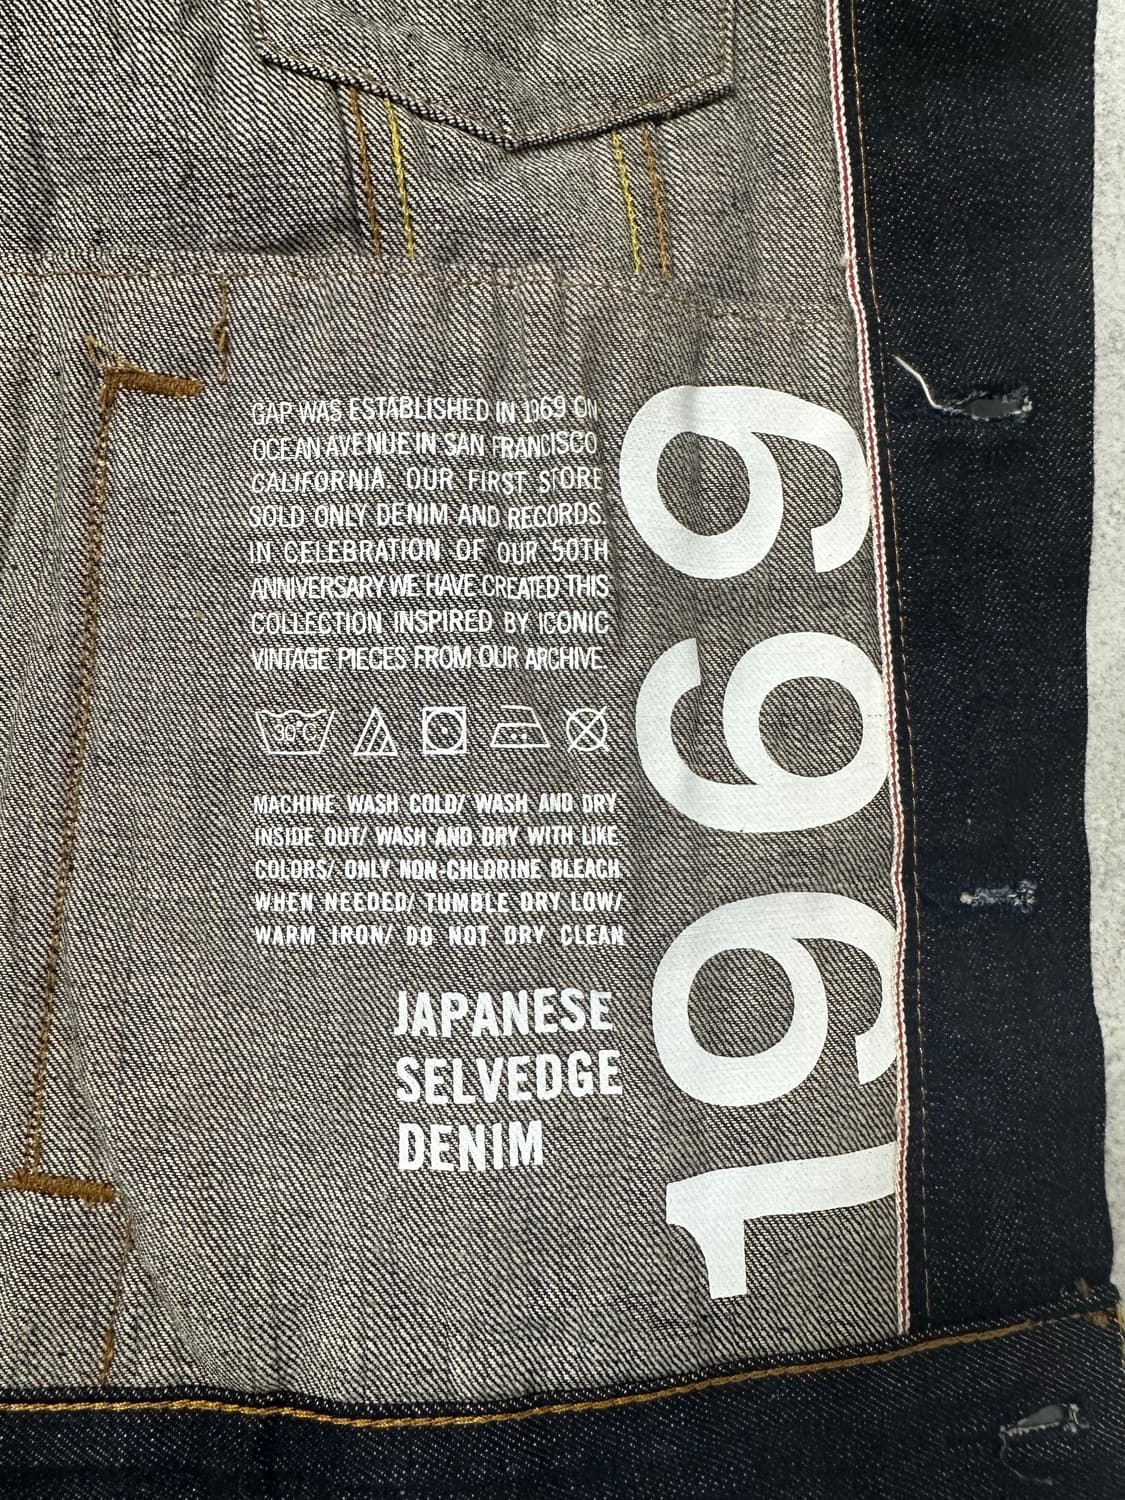 GAP WAS ESTABLISHED IN 1969 ON
OCEAN AVENUE IN SAN FRANCISCO
CALIFORNIA. OUR FIRST STORE
SOLD ONLY DENIM AND RECORDS.
IN CELEBRATION OF OUR 50TH
ANNIVERSARY WE HAVE CREATED THIS
COLLECTION INSPIRED BY ICONIC
VINTAGE PIECES FROM OUR ARCHIVE.
30°C
MACHINE WASH COLD/ WASH AND DRY
INSIDE OUT/ WASH AND DRY WITH LIKE
COLORS/ ONLY NON-CHLORINE BLEACH
WHEN NEEDED/ TUMBLE DRY LOW/
WARM IRON/ DO NOT DRY CLEAN
JAPANESE
SELVEDGE
DENIM
1969